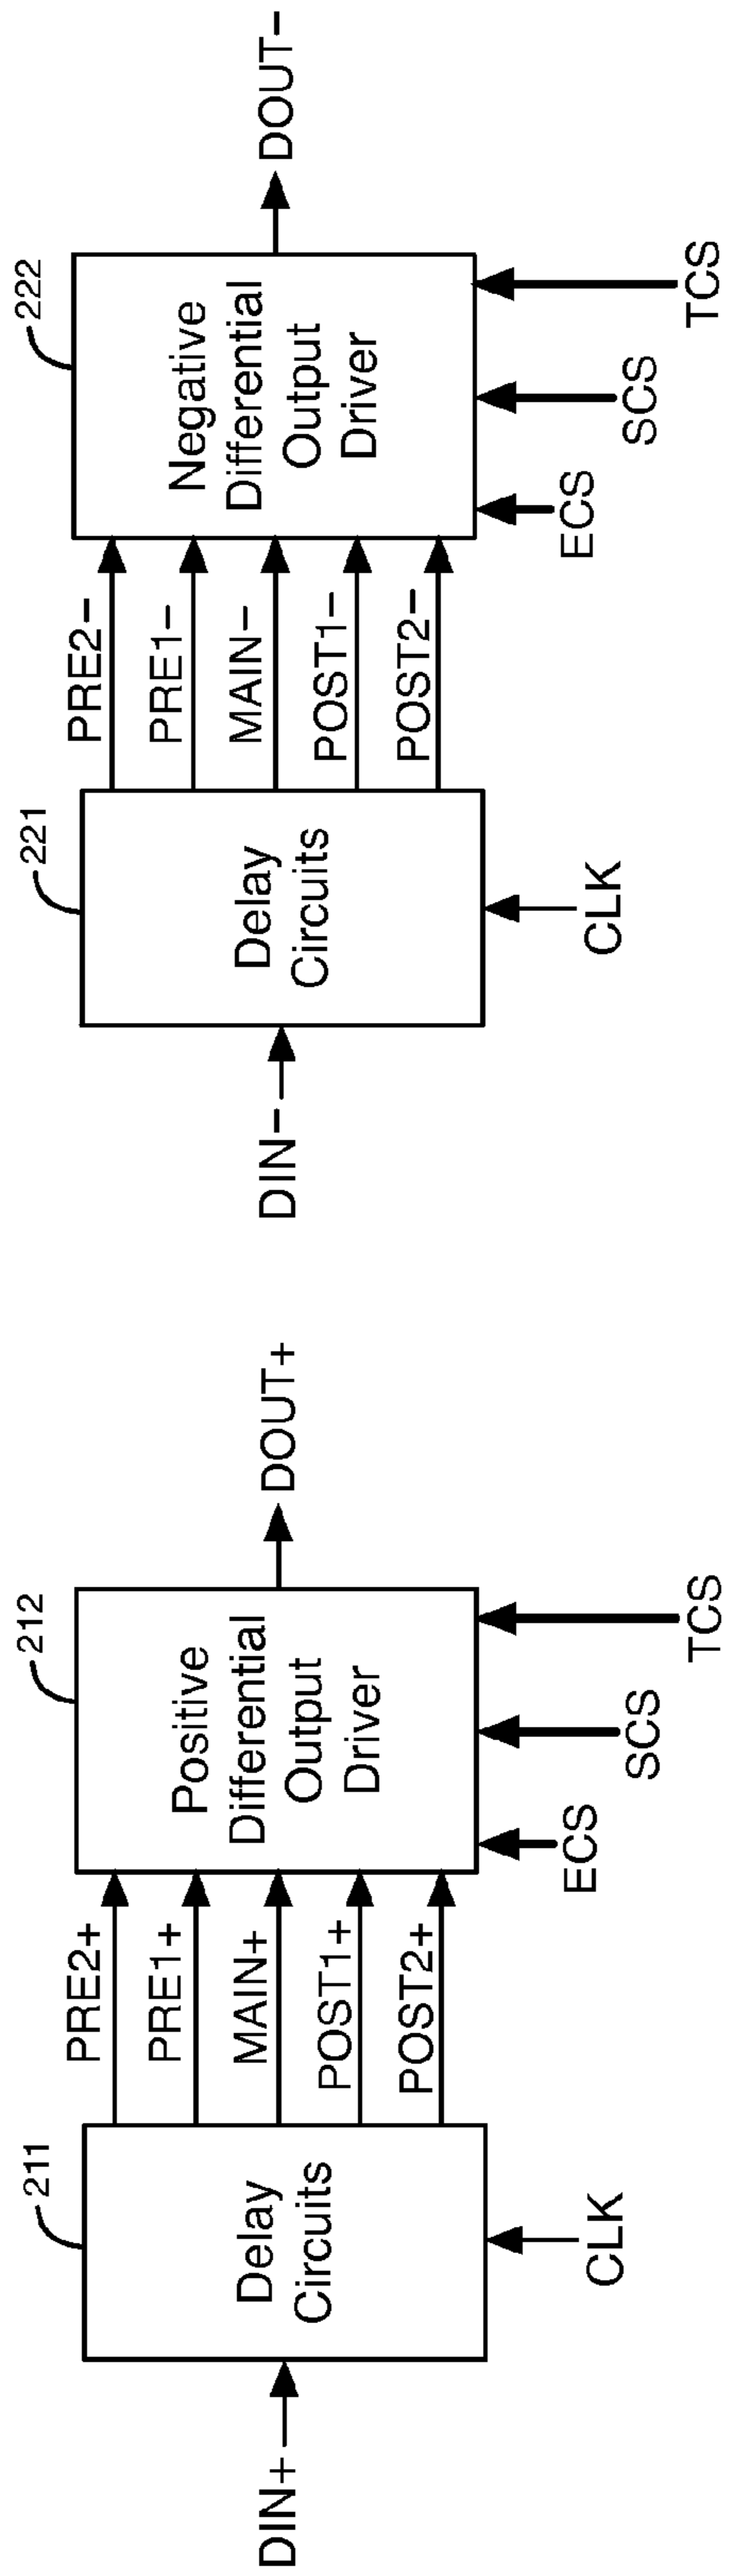 DIN+
211
Delay
Circuits
CLK
PRE2+
PRE1+
MAIN+
POST1+
POST2+
212
Positive
Differential
Output
Driver
ECS
SCS
TCS
DOUT+
DIN−
221
Delay
Circuits
CLK
PRE2−
PRE1−
MAIN−
POST1−
POST2−
222
Negative
Differential
Output
Driver
ECS
SCS
TCS
DOUT−